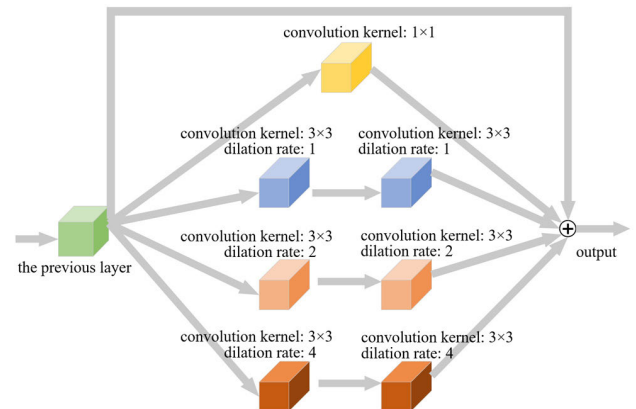 convolution kernel: 1×1
convolution kernel: 3×3
dilation rate: 1
convolution kernel: 3×3
dilation rate: 1
convolution kernel: 3×3
dilation rate: 2
convolution kernel: 3×3
dilation rate: 2
the previous layer
output
convolution kernel: 3×3
dilation rate: 4
convolution kernel: 3×3
dilation rate: 4